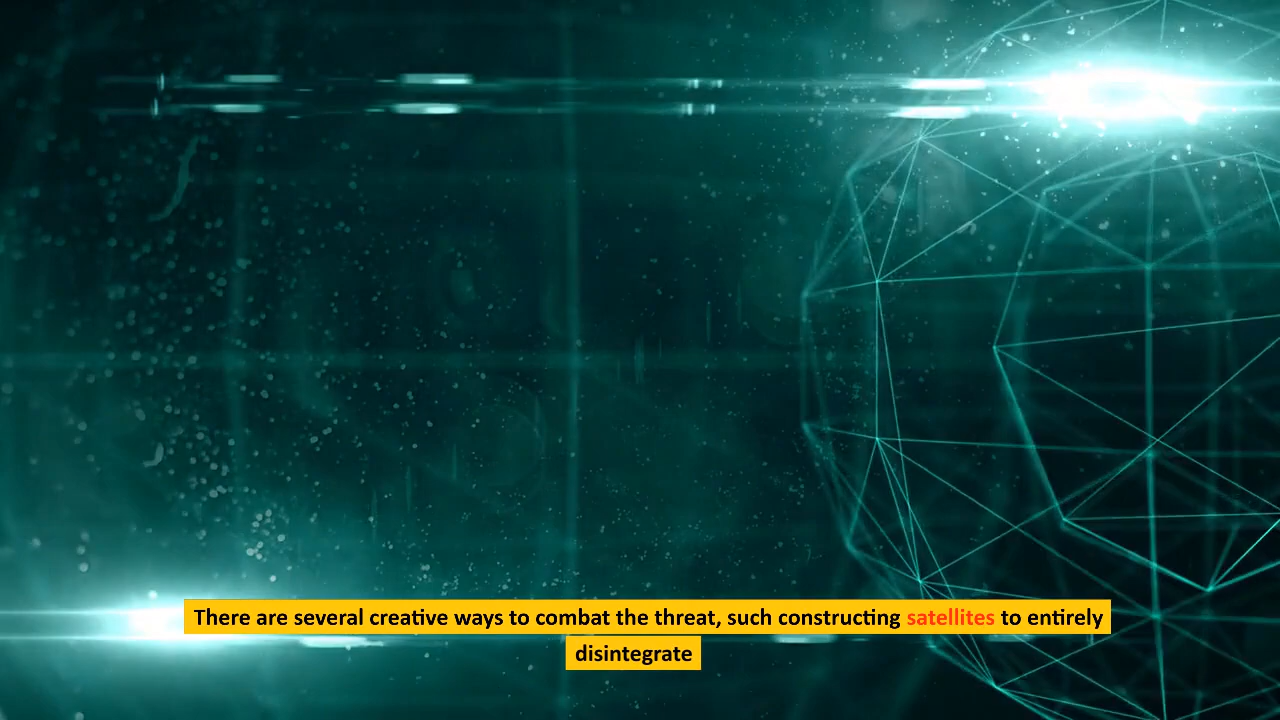 There are several creative ways to combat the threat, such constructing satellites to entirely
disintegrate